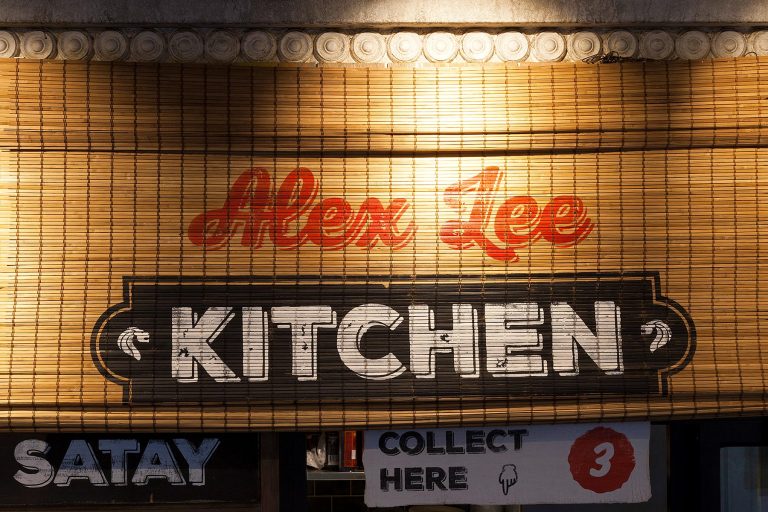 Alex Lee
KITCHEN
SATAY
COLLECT
HERE
3